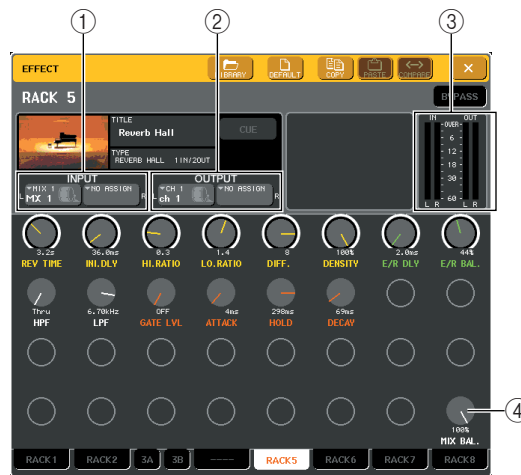 ① ② ③
EFFECT LIBRARY DEFAULT COPY PASTE COMPARE ×
RACK 5 BYPASS
TITLE
Reverb Hall
CUE
TYPE
REVERB HALL 1IN/2OUT
IN OUT
OVER
6
12
18
30
60
L R L R
INPUT OUTPUT
L MIX 1 NO ASSIGN R L CH 1 NO ASSIGN R
MX 1 ch 1
3.2s 36.0ms 0.3 1.4 8 100% 2.0ms 44%
REV TIME INI.DLY HI.RATIO LO.RATIO DIFF. DENSITY E/R DLY E/R BAL.
Thru 6.70kHz OFF 4ms 298ms 69ms
HPF LPF GATE LVL ATTACK HOLD DECAY
④
100%
MIX BAL.
RACK1 RACK2 3A 3B ---- RACK5 RACK6 RACK7 RACK8